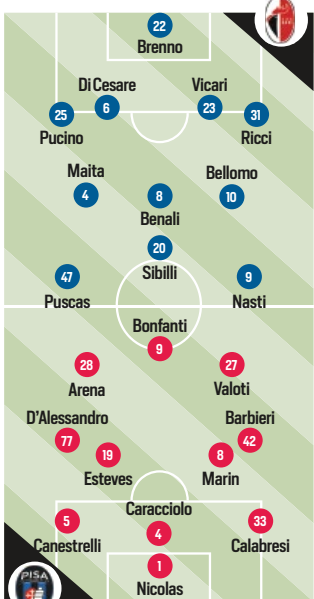 22
Brenno
Di Cesare
Vicari
6
23
25
31
Pucino
Ricci
Maita
Bellomo
4
8
10
Benali
20
Sibilli
47
9
Puscas
Nasti
Bonfanti
9
28
27
Arena
Valoti
D'Alessandro
Barbieri
77
42
19
8
Esteves
Marin
Caracciolo
5
4
33
Canestrelli
Calabresi
1
Nicolas
PISA